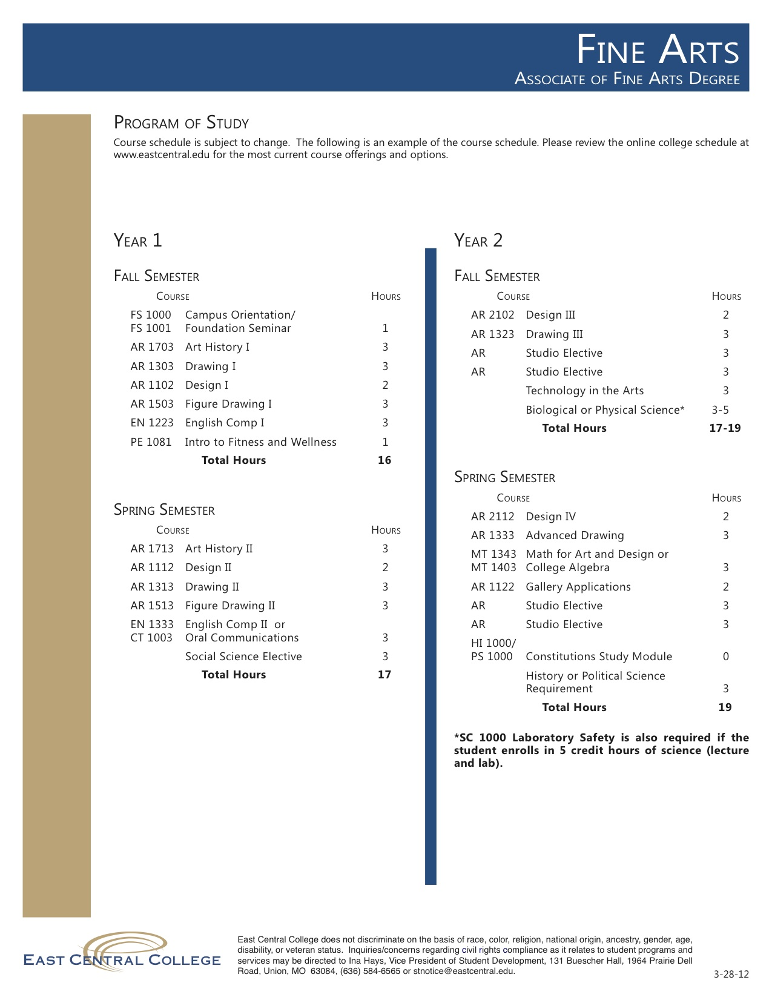 Fine Arts
Associate of Fine Arts Degree
Program of Study
Course schedule is subject to change.  The following is an example of the course schedule. Please review the online college schedule at
www.eastcentral.edu for the most current course offerings and options.
Year 1
Fall Semester
Course Hours
FS 1000 Campus Orientation/
FS 1001 Foundation Seminar 1
AR 1703 Art History I 3
AR 1303 Drawing I 3
AR 1102 Design I 2
AR 1503 Figure Drawing I 3
EN 1223 English Comp I 3
PE 1081 Intro to Fitness and Wellness 1
Total Hours 16
Spring Semester
Course Hours
AR 1713 Art History II 3
AR 1112 Design II 2
AR 1313 Drawing II 3
AR 1513 Figure Drawing II 3
EN 1333 English Comp II  or
CT 1003 Oral Communications 3
Social Science Elective 3
Total Hours 17
Year 2
Fall Semester
Course Hours
AR 2102 Design III 2
AR 1323 Drawing III 3
AR Studio Elective 3
AR Studio Elective 3
Technology in the Arts 3
Biological or Physical Science* 3-5
Total Hours 17-19
Spring Semester
Course Hours
AR 2112 Design IV 2
AR 1333 Advanced Drawing 3
MT 1343 Math for Art and Design or
MT 1403 College Algebra 3
AR 1122 Gallery Applications 2
AR Studio Elective 3
AR Studio Elective 3
HI 1000/
PS 1000 Constitutions Study Module 0
History or Political Science
Requirement 3
Total Hours 19
*SC 1000 Laboratory Safety is also required if the
student enrolls in 5 credit hours of science (lecture
and lab).
East Central College
East Central College does not discriminate on the basis of race, color, religion, national origin, ancestry, gender, age,
disability, or veteran status.  Inquiries/concerns regarding civil rights compliance as it relates to student programs and
services may be directed to Ina Hays, Vice President of Student Development, 131 Buescher Hall, 1964 Prairie Dell
Road, Union, MO  63084, (636) 584-6565 or stnotice@eastcentral.edu.
3-28-12